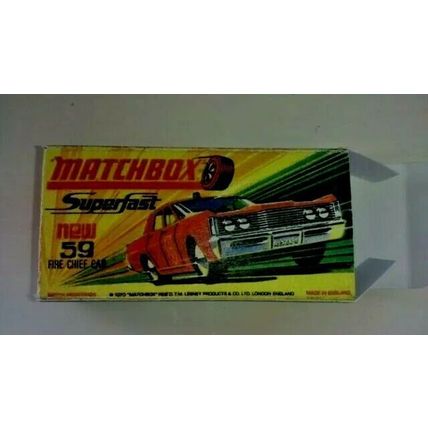 MATCHBOX
Superfast
new
59
FIRE CHIEF CAR
© 1970 "MATCHBOX" REG'D. T.M. LESNEY PRODUCTS & CO. LTD. LONDON ENGLAND
MADE IN ENGLAND